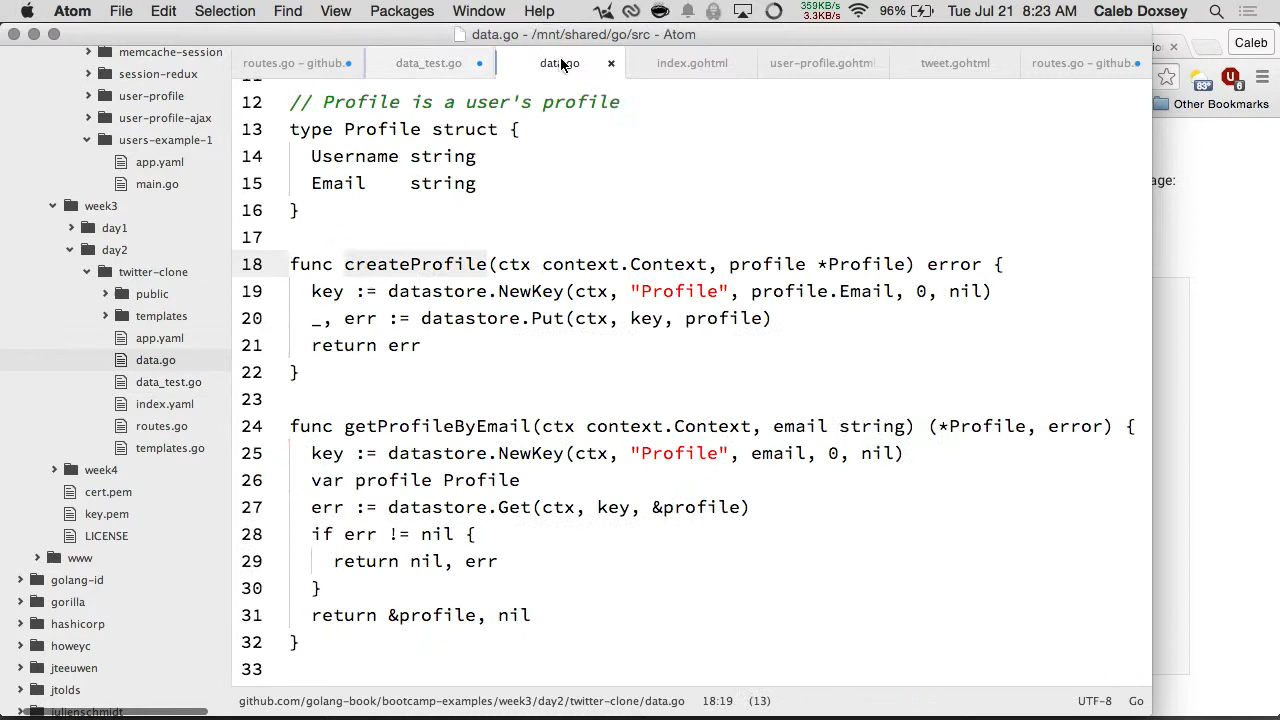 Atom File Edit Selection Find Packages Window Help 359KB/s 3.3KB/s 96% Tue Jul 21 8:23 AM Caleb Doxsey
data.go - /mnt/shared/go/src - Atom
Caleb
routes.go - github. data_test.go data.go index.gohtml user-profile.gohtml tweet.gohtml routes.go - github.
83°
6
Other Bookmarks
age:
memcache-session
session-redux
user-profile
user-profile-ajax
users-example-1
app.yaml
main.go
week3
day1
day2
twitter-clone
public
templates
app.yaml
data.go
data_test.go
index.yaml
routes.go
templates.go
week4
cert.pem
key.pem
LICENSE
www
golang-id
gorilla
hashicorp
howeyc
jteeuwen
jtolds
julienschmidt
12 // Profile is a user's profile
13 type Profile struct {
14 Username string
15 Email    string
16 }
17
18 func createProfile(ctx context.Context, profile *Profile) error {
19 key := datastore.NewKey(ctx, "Profile", profile.Email, 0, nil)
20 _, err := datastore.Put(ctx, key, profile)
21 return err
22 }
23
24 func getProfileByEmail(ctx context.Context, email string) (*Profile, error) {
25 key := datastore.NewKey(ctx, "Profile", email, 0, nil)
26 var profile Profile
27 err := datastore.Get(ctx, key, &profile)
28 if err != nil {
29 return nil, err
30 }
31 return &profile, nil
32 }
33
github.com/golang-book/bootcamp-examples/week3/day2/twitter-clone/data.go 18:19 (13) UTF-8 Go